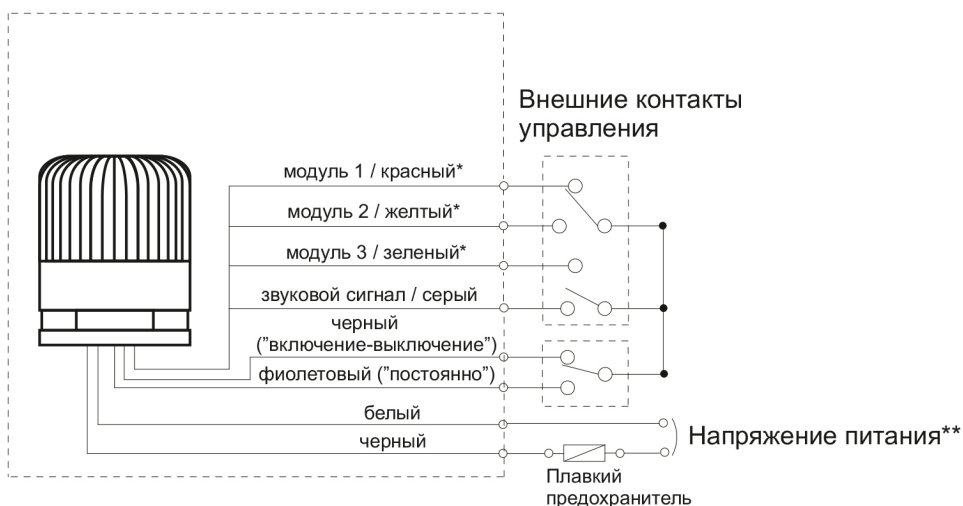 Внешние контакты
управления
модуль 1 / красный*
модуль 2 / желтый*
модуль 3 / зеленый*
звуковой сигнал / серый
черный
("включение-выключение")
фиолетовый ("постоянно")
белый
черный
Напряжение питания**
Плавкий
предохранитель